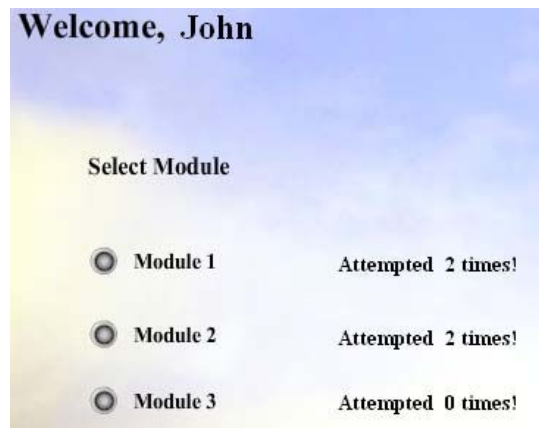 Welcome, John
Select Module
Module 1 Attempted 2 times!
Module 2 Attempted 2 times!
Module 3 Attempted 0 times!